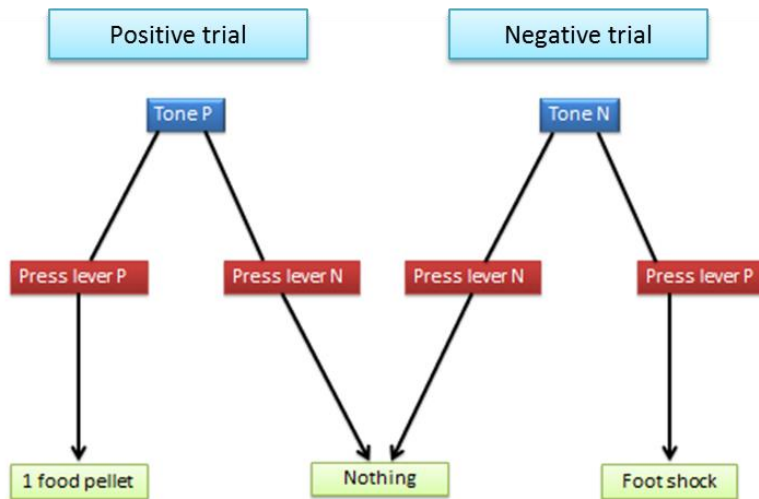 Positive trial
Negative trial
Tone P
Tone N
Press lever P
Press lever N
Press lever N
Press lever P
1 food pellet
Nothing
Foot shock